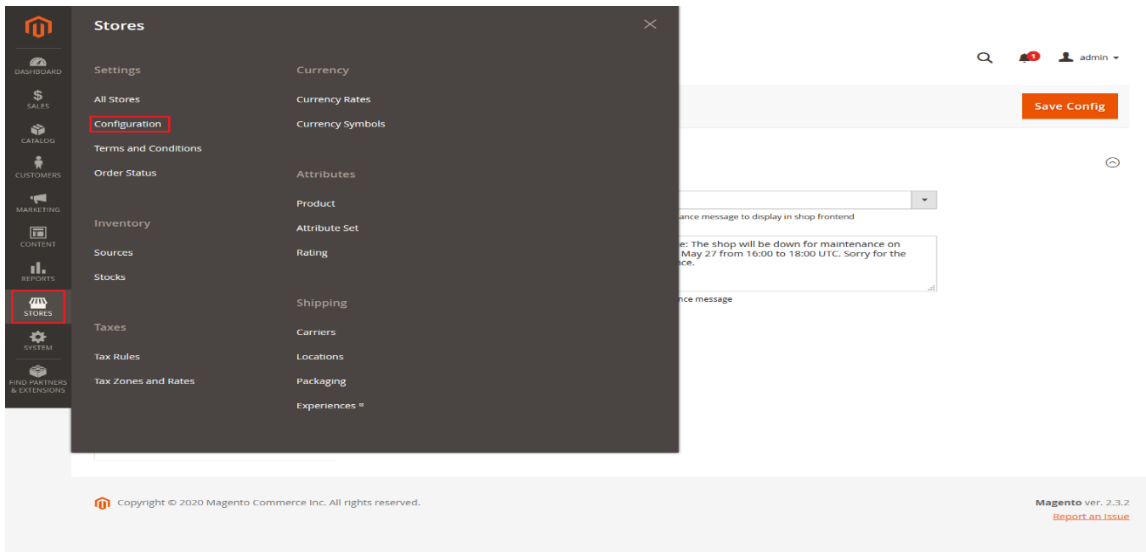 DASHBOARD
SALES
CATALOG
CUSTOMERS
MARKETING
CONTENT
REPORTS
STORES
SYSTEM
FIND PARTNERS
& EXTENSIONS
Stores
Settings
All Stores
Configuration
Terms and Conditions
Order Status
Inventory
Sources
Stocks
Taxes
Tax Rules
Tax Zones and Rates
Currency
Currency Rates
Currency Symbols
Attributes
Product
Attribute Set
Rating
Shipping
Carriers
Locations
Packaging
Experiences
1
admin
Save Config
ance message to display in shop frontend
e: The shop will be down for maintenance on
May 27 from 16:00 to 18:00 UTC. Sorry for the
ice.
nce message
Copyright © 2020 Magento Commerce Inc. All rights reserved.
Magento ver. 2.3.2
Report an Issue